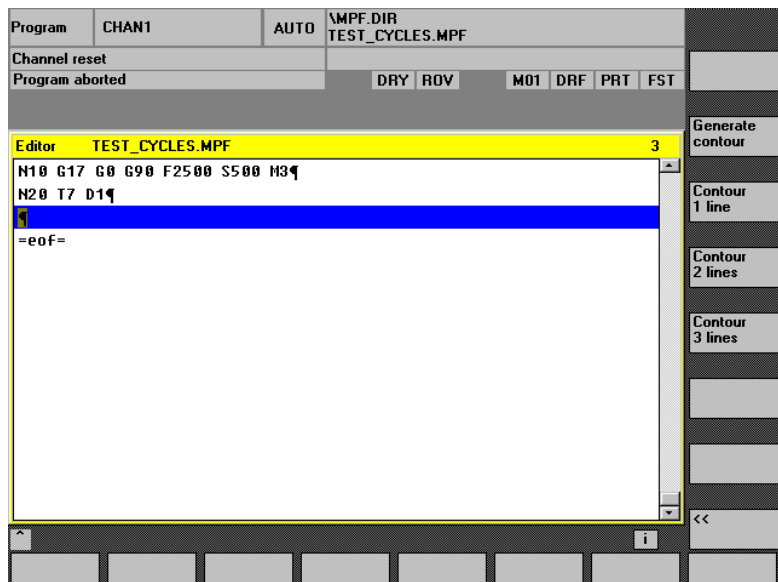 Program CHAN1 AUTO \MPF.DIR
TEST_CYCLES.MPF
Channel reset
Program aborted DRY ROV M01 DRF PRT FST
Editor TEST_CYCLES.MPF 3
N10 G17 G0 G90 F2500 S500 M3¶
N20 T7 D1¶
¶
=eof=
Generate
contour
Contour
1 line
Contour
2 lines
Contour
3 lines
<<
^ i